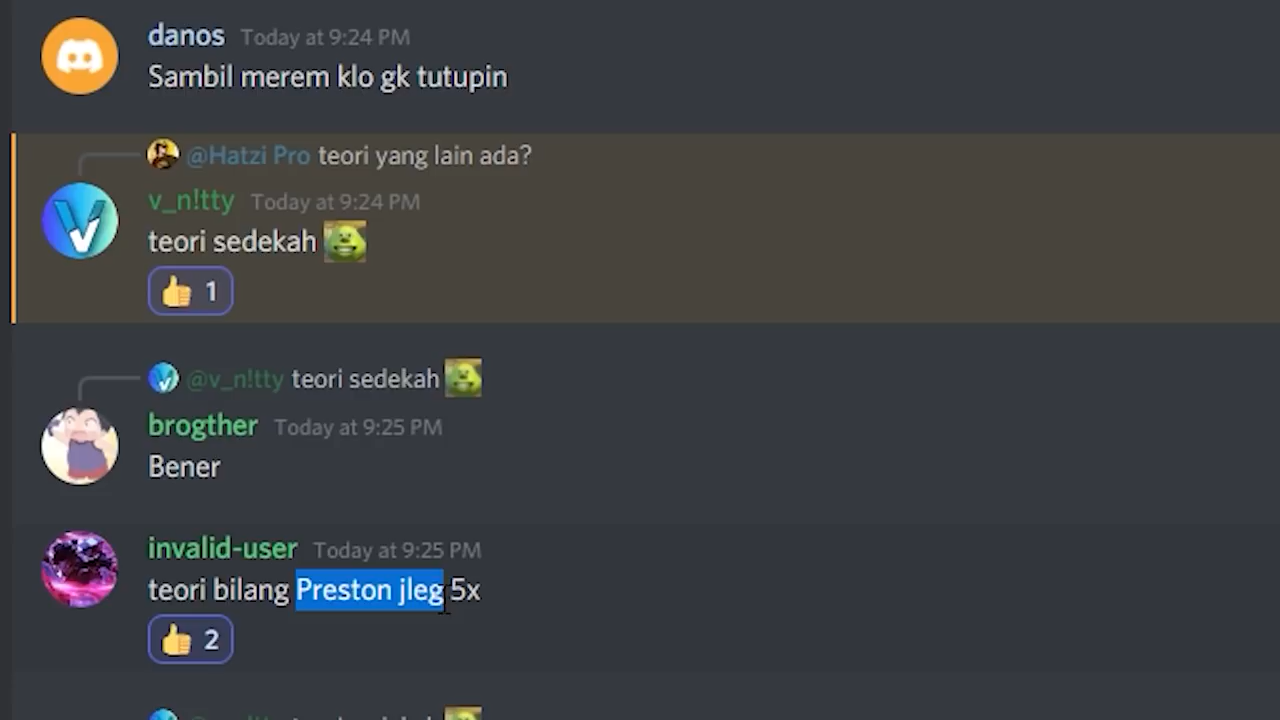 danos Today at 9:24 PM
Sambil merem klo gk tutupin
@Hatzi Pro teori yang lain ada?
v_n!tty Today at 9:24 PM
teori sedekah
👍 1
@v_n!tty teori sedekah
brogther Today at 9:25 PM
Bener
invalid-user Today at 9:25 PM
teori bilang Preston jleg 5x
👍 2